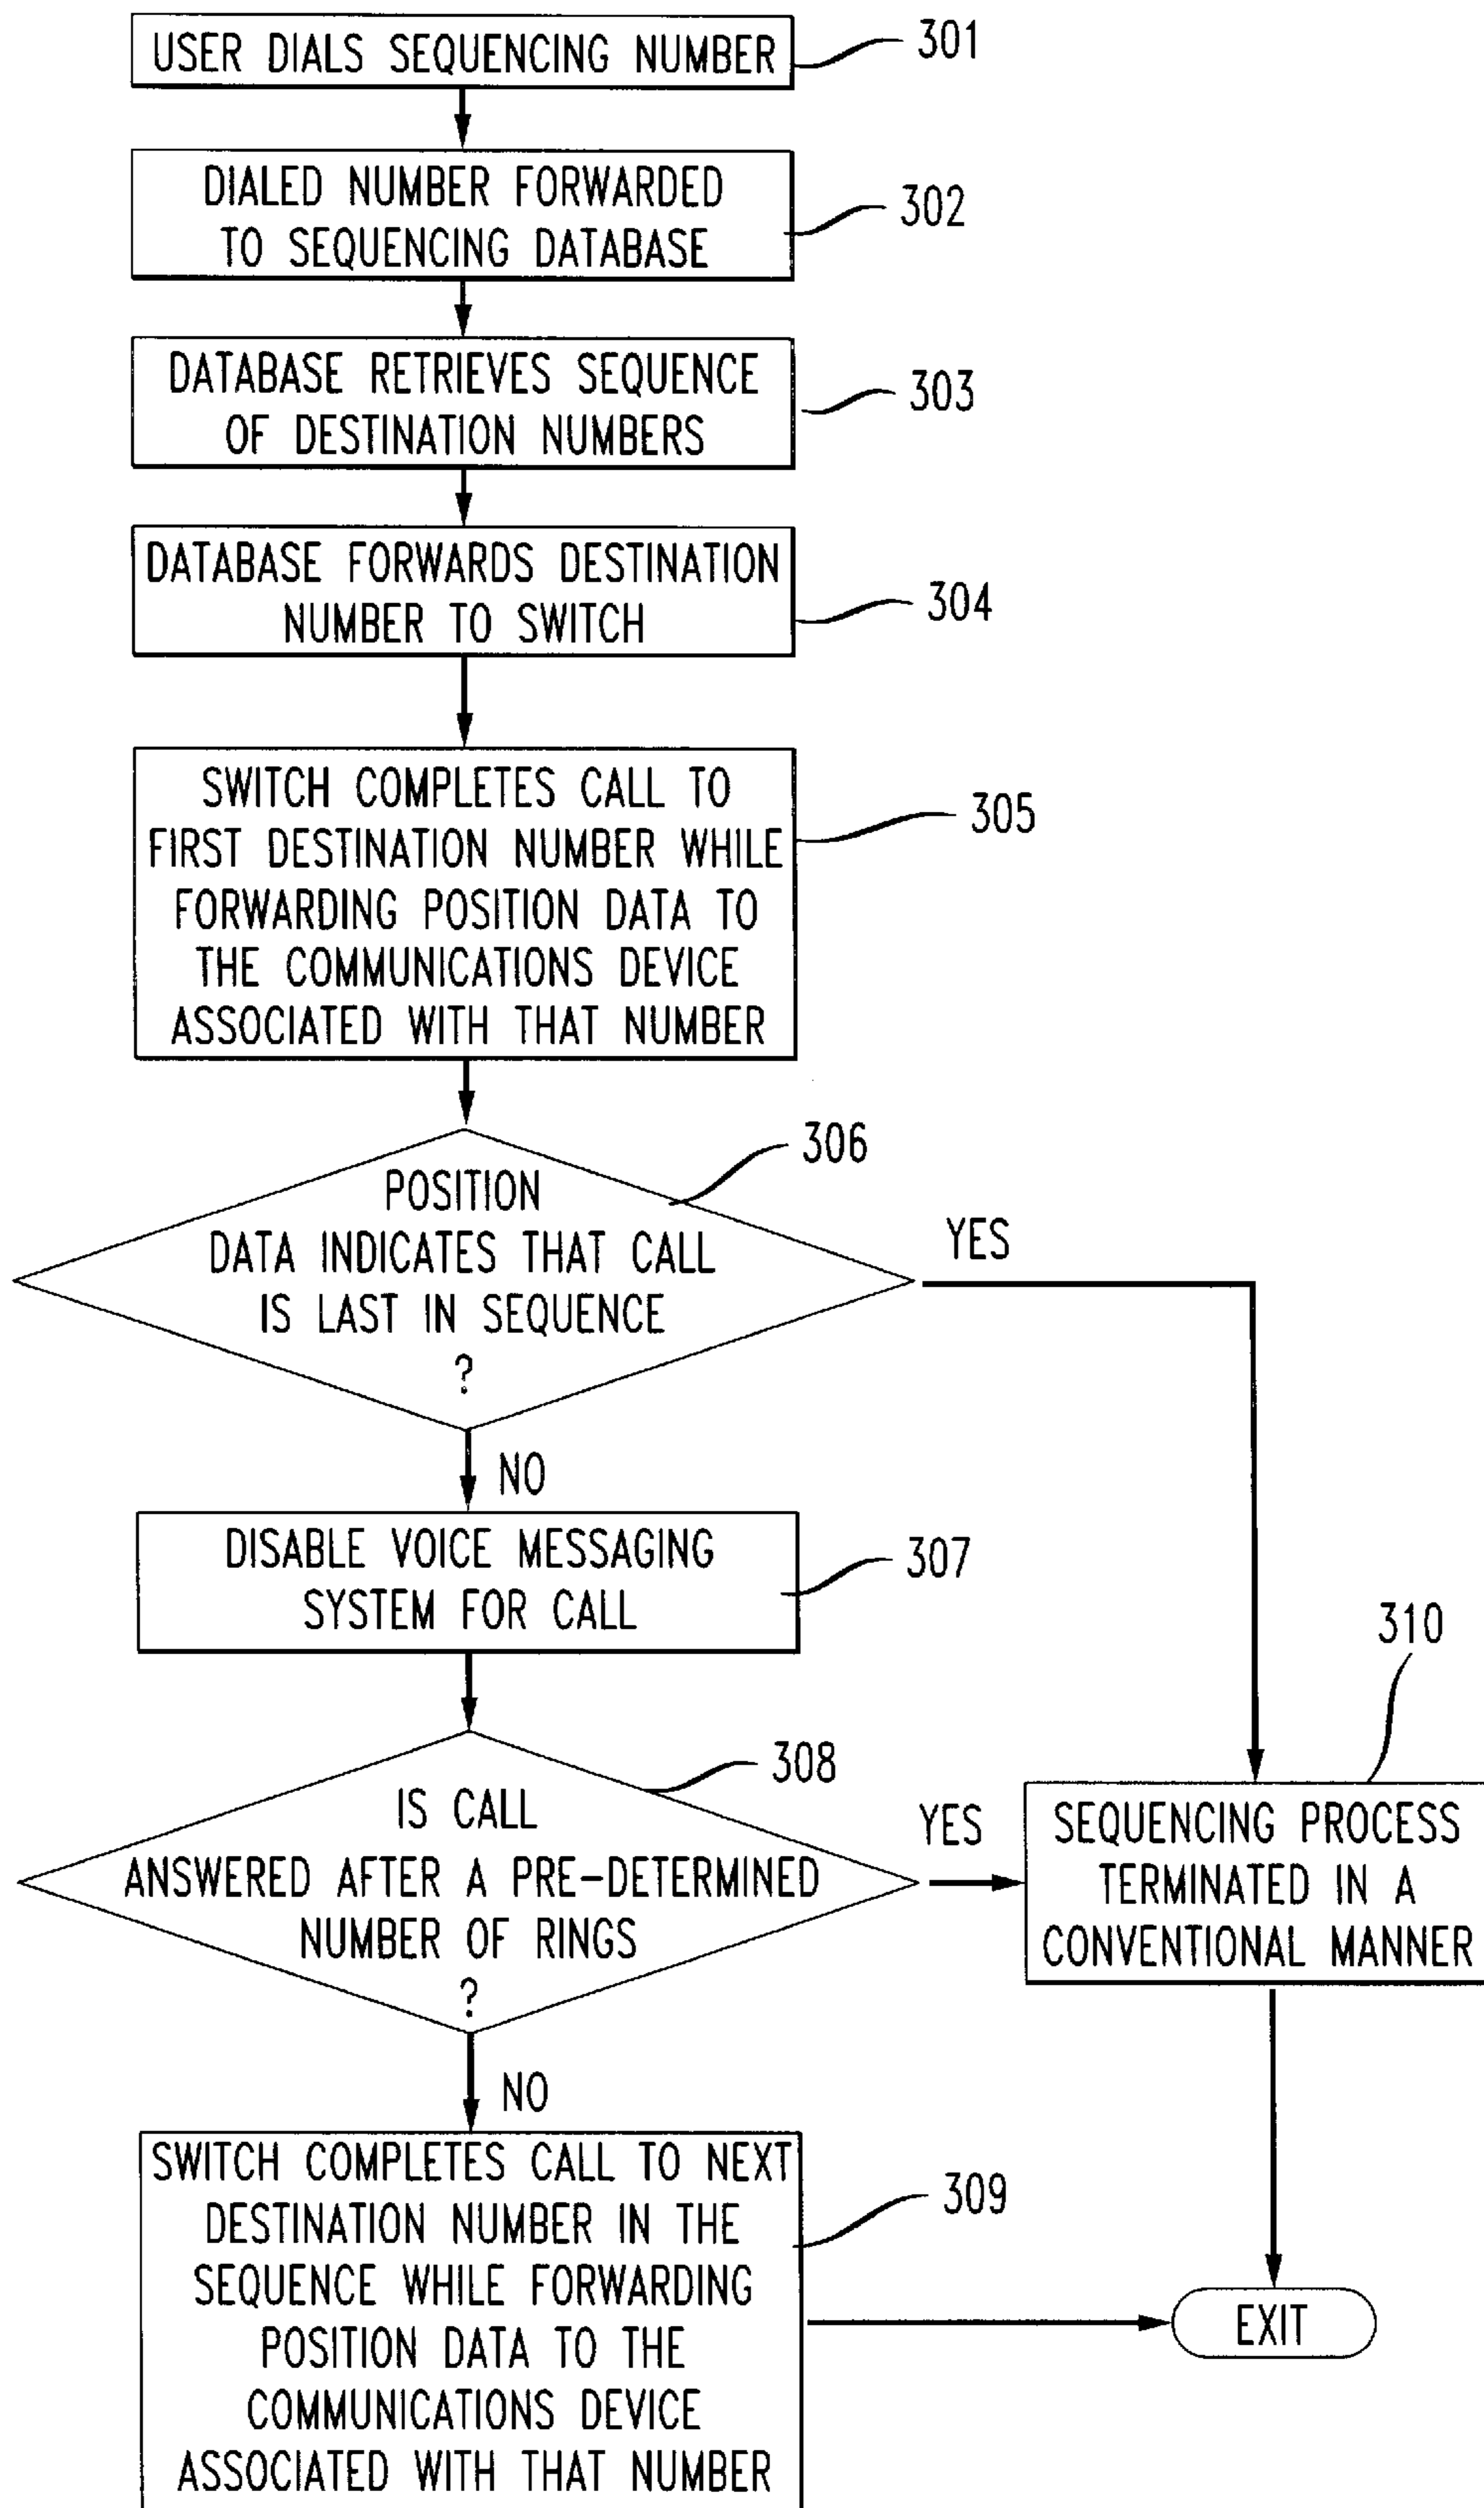 USER DIALS SEQUENCING NUMBER
301
DIALED NUMBER FORWARDED
TO SEQUENCING DATABASE
302
DATABASE RETRIEVES SEQUENCE
OF DESTINATION NUMBERS
303
DATABASE FORWARDS DESTINATION
NUMBER TO SWITCH
304
SWITCH COMPLETES CALL TO
FIRST DESTINATION NUMBER WHILE
FORWARDING POSITION DATA TO
THE COMMUNICATIONS DEVICE
ASSOCIATED WITH THAT NUMBER
305
POSITION
DATA INDICATES THAT CALL
IS LAST IN SEQUENCE
?
306
YES
NO
DISABLE VOICE MESSAGING
SYSTEM FOR CALL
307
IS CALL
ANSWERED AFTER A PRE-DETERMINED
NUMBER OF RINGS
?
308
YES
310
SEQUENCING PROCESS
TERMINATED IN A
CONVENTIONAL MANNER
NO
SWITCH COMPLETES CALL TO NEXT
DESTINATION NUMBER IN THE
SEQUENCE WHILE FORWARDING
POSITION DATA TO THE
COMMUNICATIONS DEVICE
ASSOCIATED WITH THAT NUMBER
309
EXIT